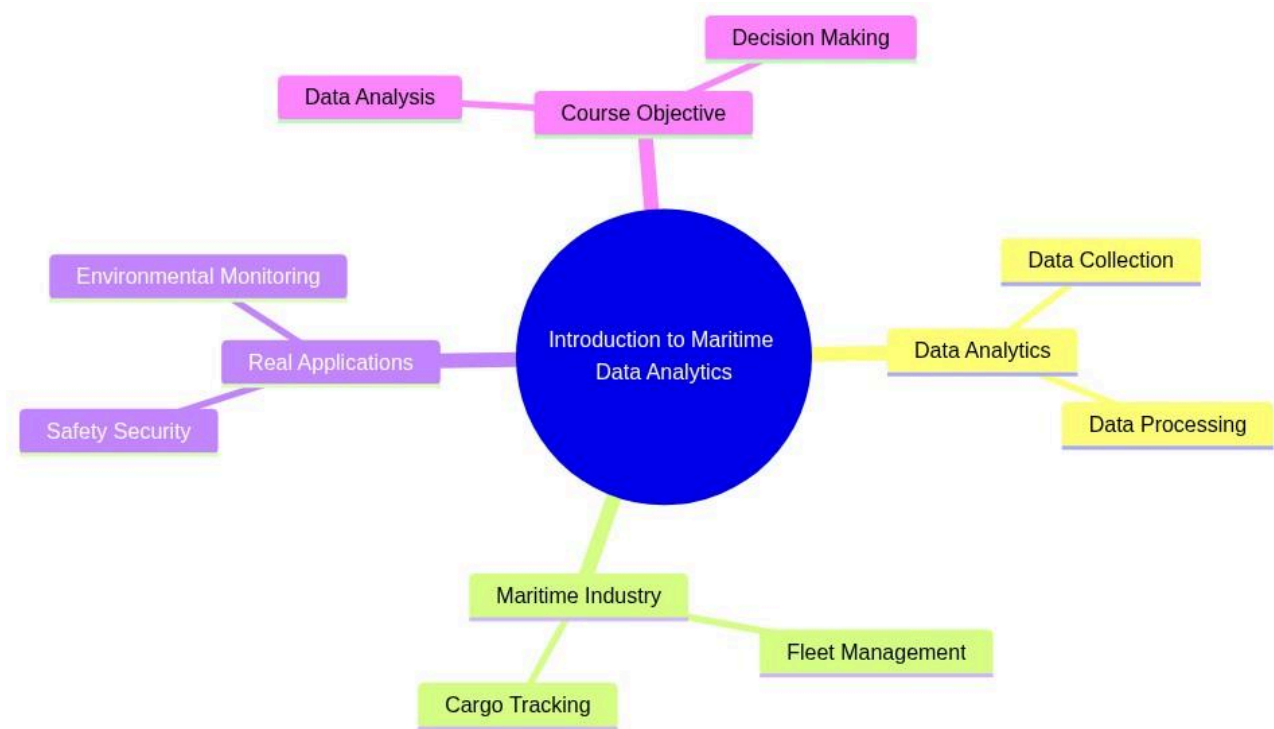 Decision Making
Data Analysis
Course Objective
Environmental Monitoring
Real Applications
Safety Security
Introduction to Maritime
Data Analytics
Data Collection
Data Analytics
Data Processing
Maritime Industry
Fleet Management
Cargo Tracking